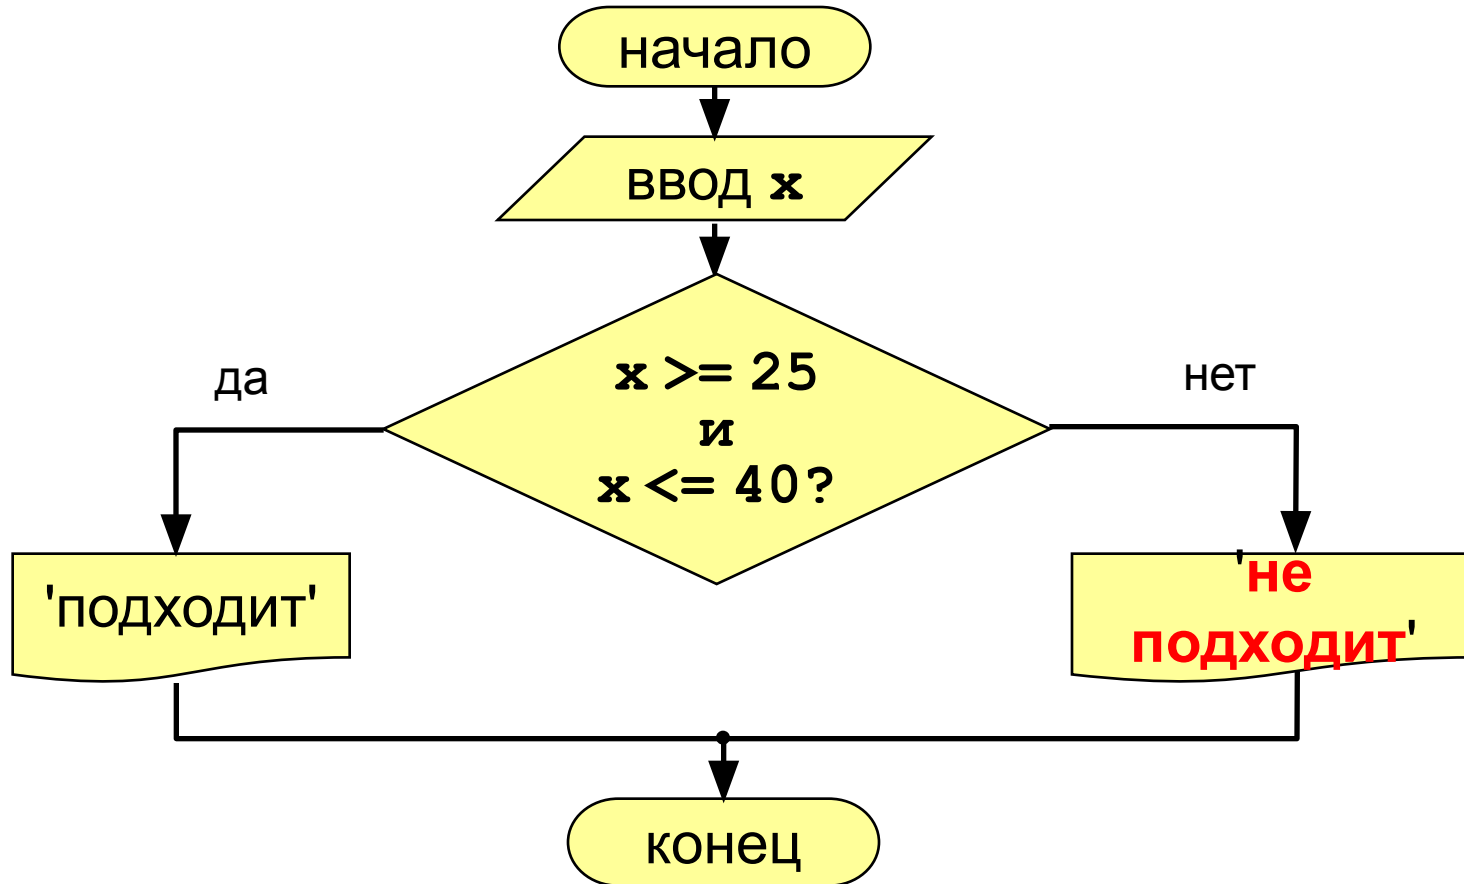 начало
ввод x
x >= 25
и
x <= 40?
да
нет
'подходит'
'не
подходит'
конец